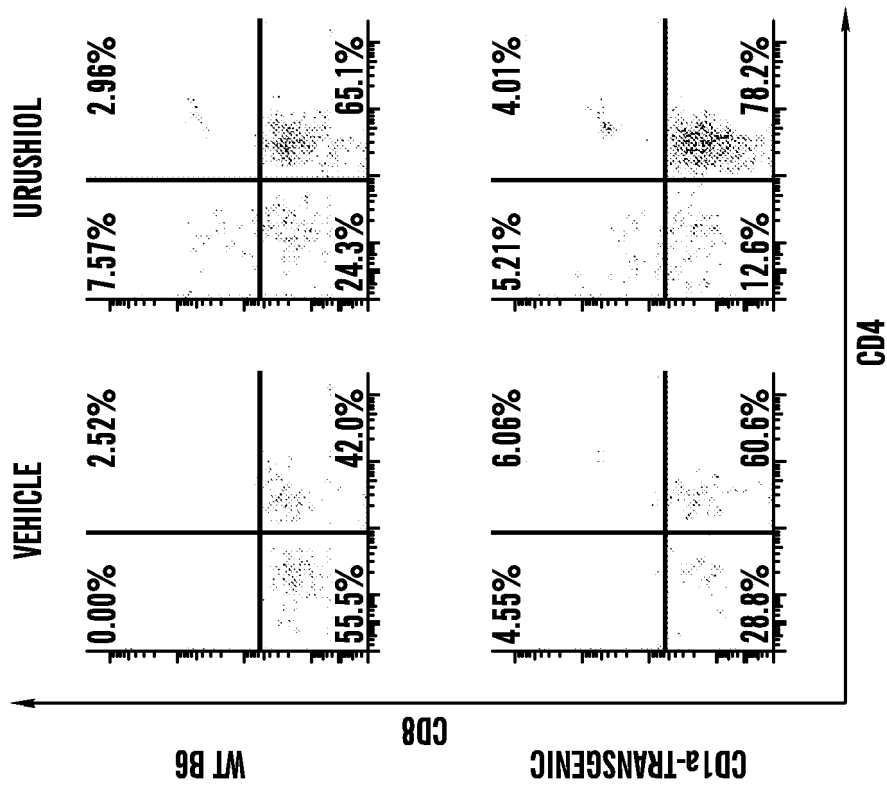 VEHICLE
URUSHIOL
WT B6
0.00%
2.52%
7.57%
2.96%
55.5%
42.0%
24.3%
65.1%
CD8
CD1a-TRANSGENIC
4.55%
6.06%
5.21%
4.01%
28.8%
60.6%
12.6%
78.2%
CD4